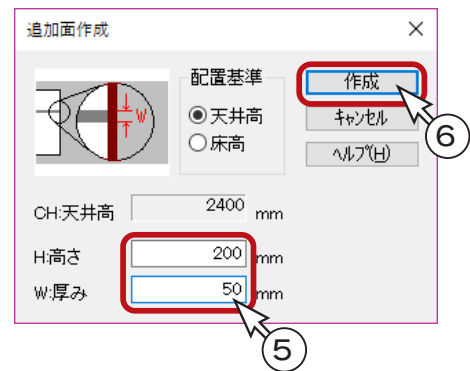 追加面作成
W
配置基準
天井高
床高
作成
キャンセル
ヘルプ(H)
⑥
CH:天井高 2400 mm
H:高さ 200 mm
W:厚み 50 mm
⑤